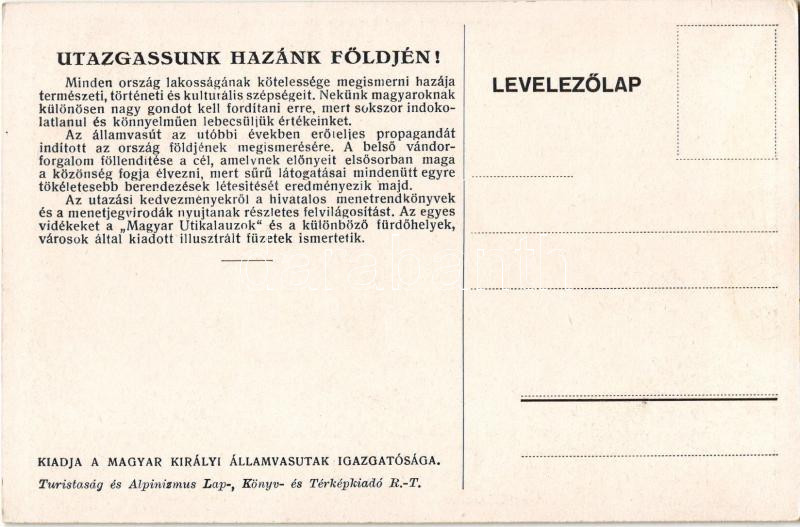 UTAZGASSUNK HAZÁNK FÖLDJÉN!
Minden ország lakosságának kötelessége megismerni hazája
természeti, történeti és kulturális szépségeit. Nekünk magyaroknak
különösen nagy gondot kell fordítani erre, mert sokszor indoko-
latlanul és könnyelműen lebecsüljük értékeinket.
Az államvasút az utóbbi években erőteljes propagandát
indított az ország földjének megismerésére. A belső vándor-
forgalom föllendítése a cél, amelynek előnyeit elsősorban maga
a közönség fogja élvezni, mert sűrű látogatásai mindenütt egyre
tökéletesebb berendezések létesitését eredményezik majd.
Az utazási kedvezményekről a hivatalos menetrendkönyvek
és a menetjegyirodák nyujtanak részletes felvilágosítást. Az egyes
vidékeket a „Magyar Utikalauzok" és a különböző fürdőhelyek,
városok által kiadott illusztrált füzetek ismertetik.
KIADJA A MAGYAR KIRÁLYI ÁLLAMVASUTAK IGAZGATÓSÁGA.
Turistaság és Alpinizmus Lap-, Könyv- és Térképkiadó R.-T.
LEVELEZŐLAP